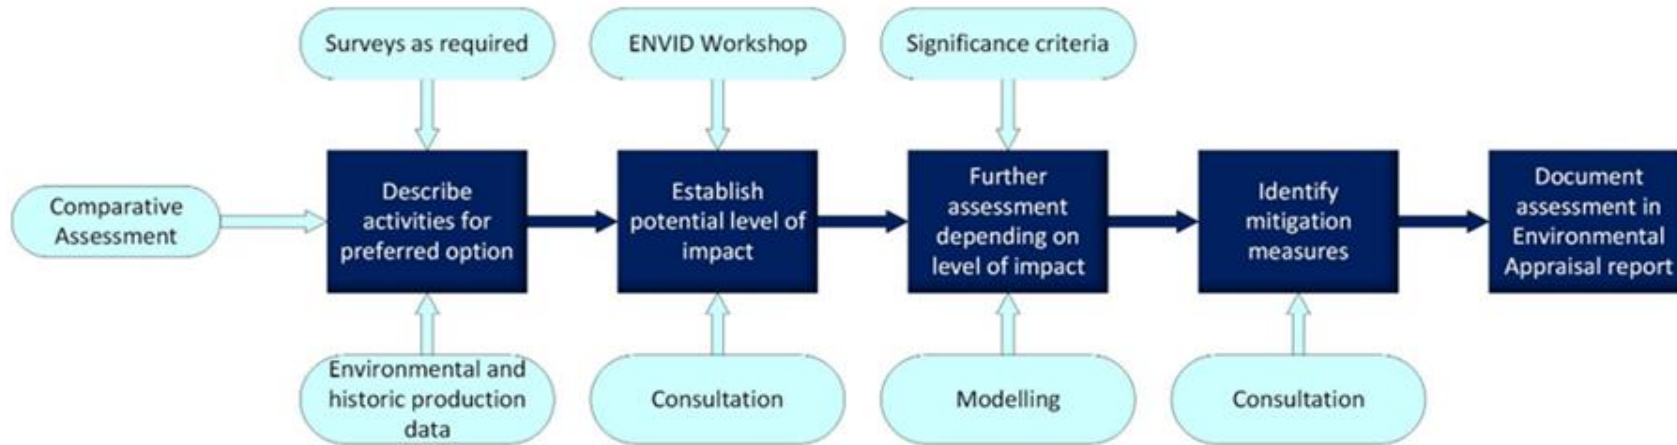 Surveys as required
ENVID Workshop
Significance criteria
Comparative
Assessment
Describe
activities for
preferred option
Establish
potential level of
impact
Further
assessment
depending on
level of impact
Identify
mitigation
measures
Document
assessment in
Environmental
Appraisal report
Environmental and
historic production
data
Consultation
Modelling
Consultation